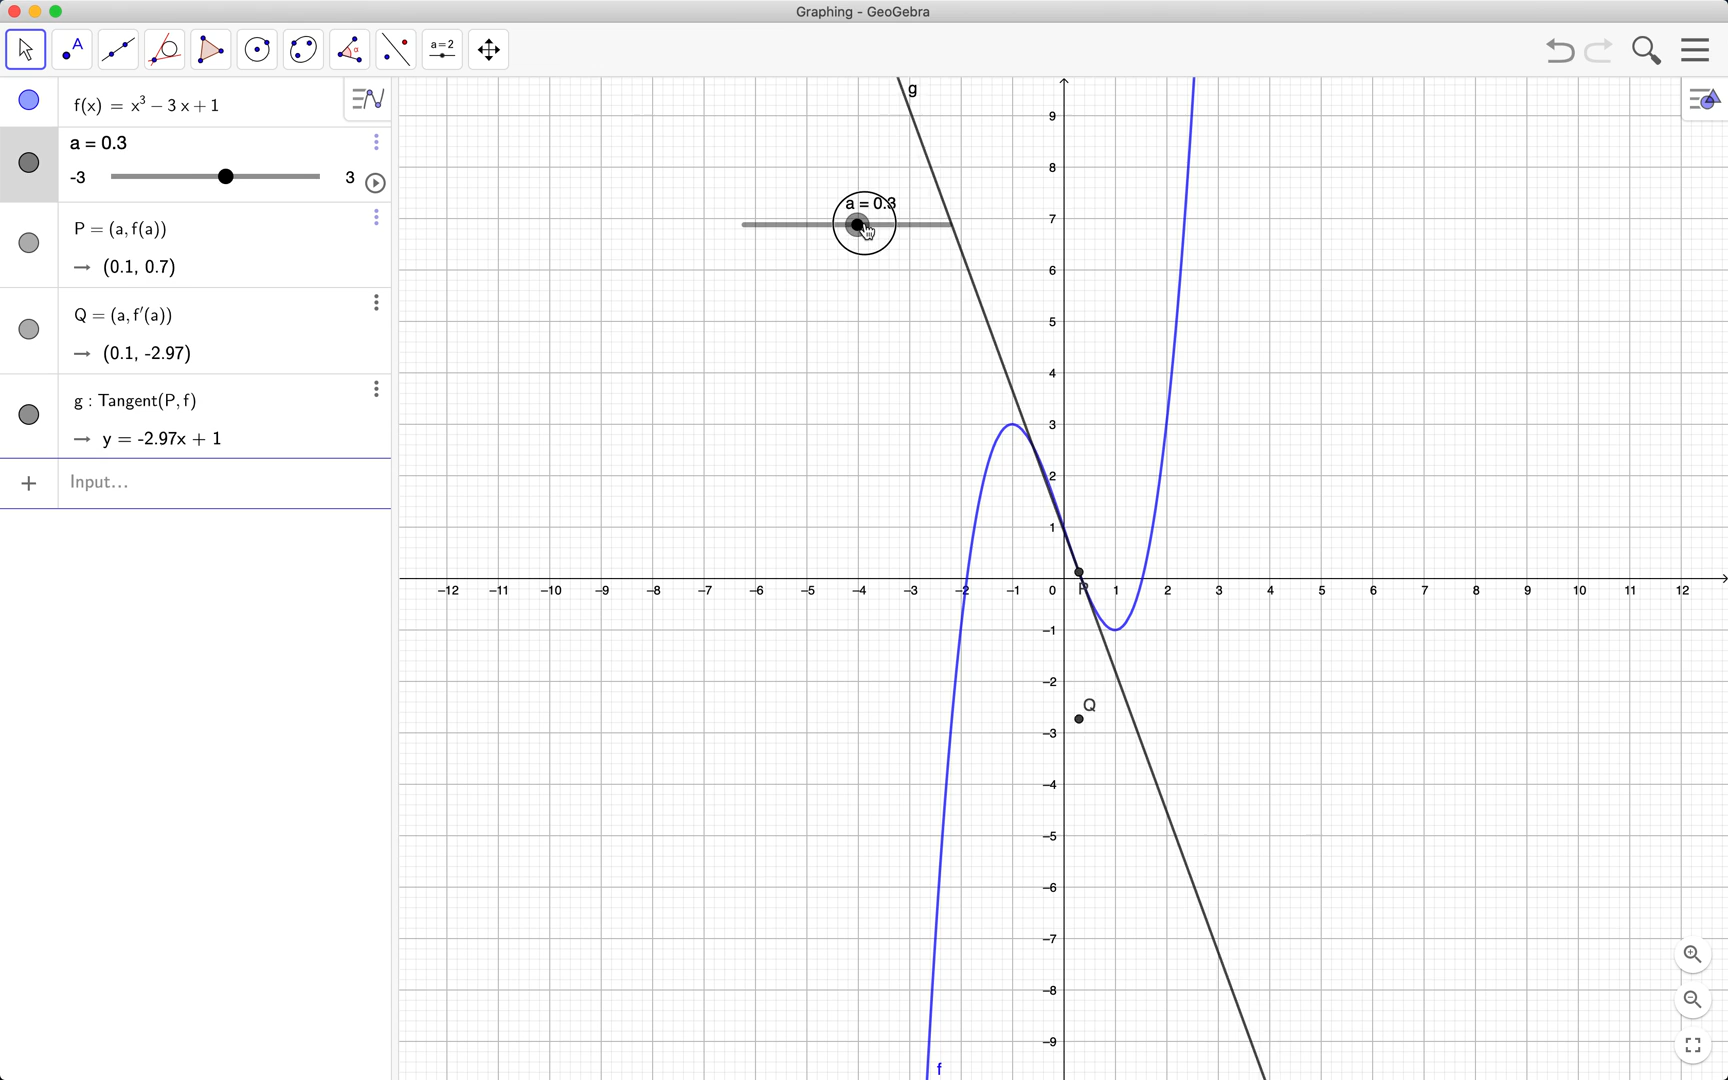 Graphing - GeoGebra
A
α
a=2
f(x) = x³ − 3 x + 1
a = 0.3
-3
3
P = (a, f(a))
→ (0.1, 0.7)
Q = (a, f′(a))
→ (0.1, -2.97)
g : Tangent(P, f)
→ y = -2.97x + 1
+ Input…
g
a = 0.3
9
8
7
6
5
4
3
2
1
−12 −11 −10 −9 −8 −7 −6 −5 −4 −3 −2 −1 0 P 1 2 3 4 5 6 7 8 9 10 11 12
−1
−2
Q
−3
−4
−5
−6
−7
−8
−9
f